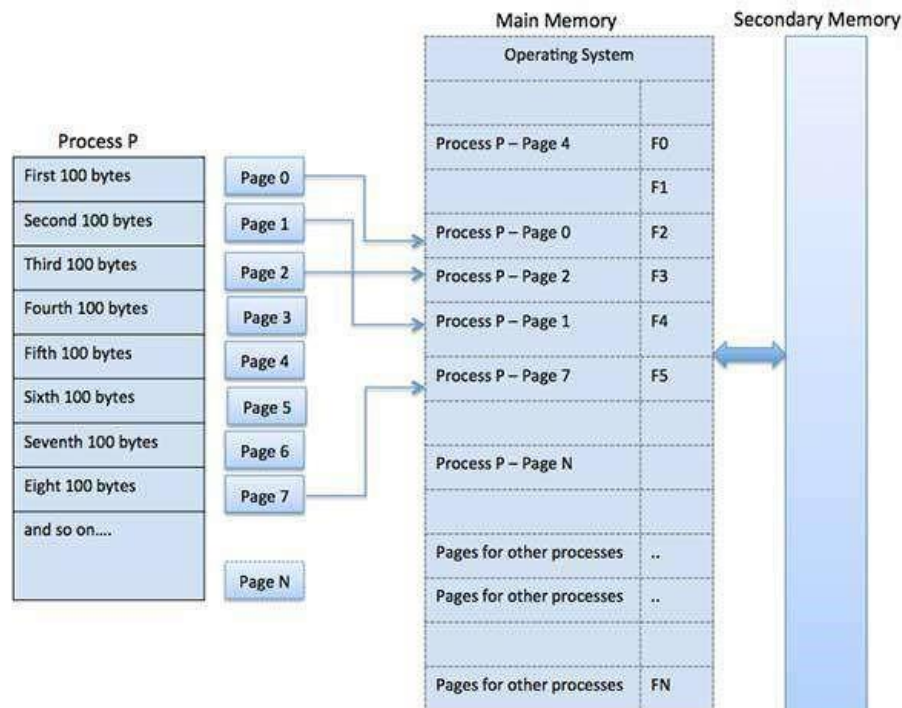 Main Memory
Secondary Memory
Operating System
Process P
First 100 bytes
Second 100 bytes
Third 100 bytes
Fourth 100 bytes
Fifth 100 bytes
Sixth 100 bytes
Seventh 100 bytes
Eight 100 bytes
and so on....
Page 0
Page 1
Page 2
Page 3
Page 4
Page 5
Page 6
Page 7
Page N
Process P – Page 4 F0
F1
Process P – Page 0 F2
Process P – Page 2 F3
Process P – Page 1 F4
Process P – Page 7 F5
Process P – Page N
Pages for other processes ..
Pages for other processes ..
Pages for other processes FN